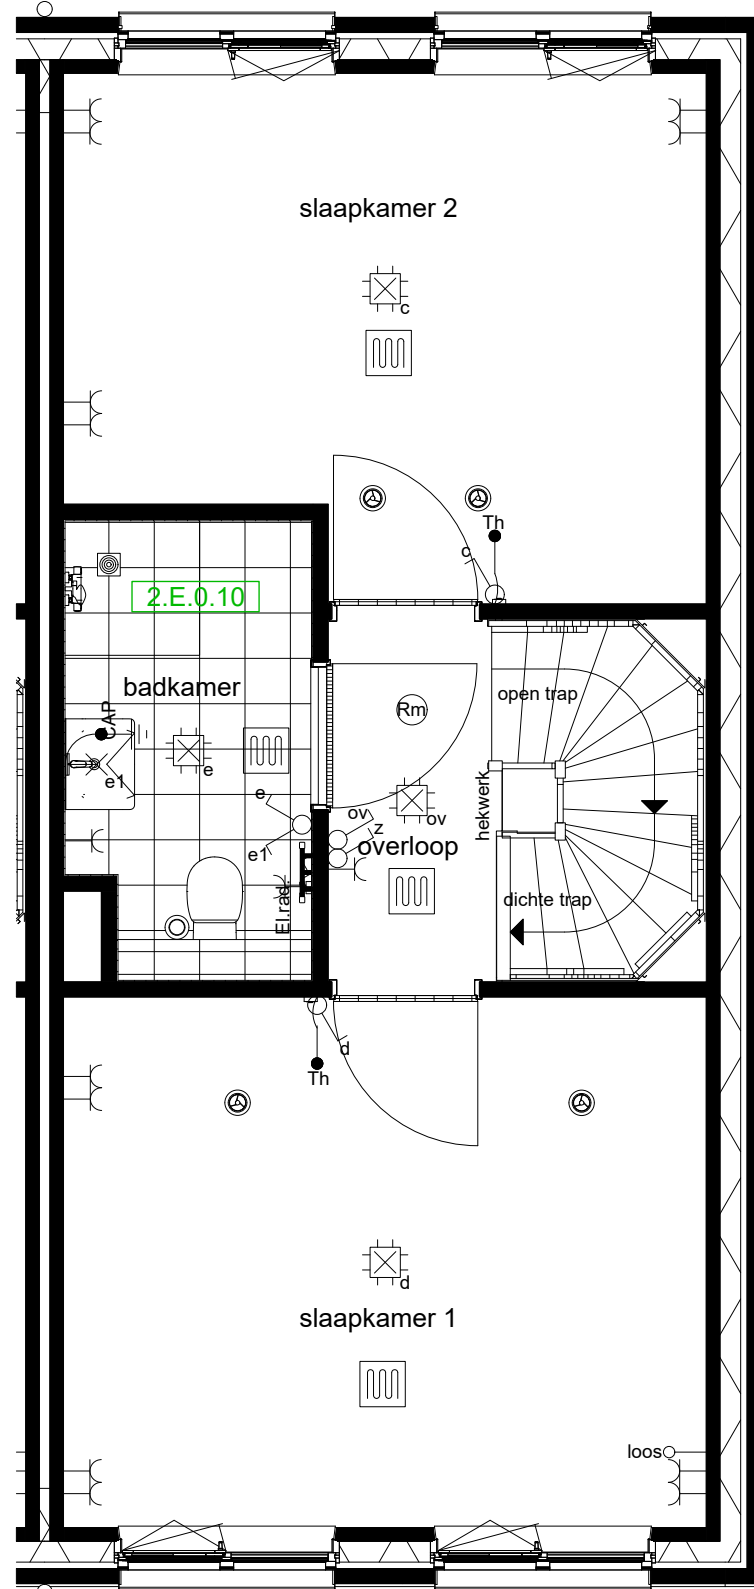 slaapkamer 2
c
Th
c
2.E.0.10
badkamer
open trap
CAP
Rm
e
e1
e
ov
z
ov
hekwerk
overloop
e1
El.rad.
dichte trap
d
Th
d
slaapkamer 1
loos